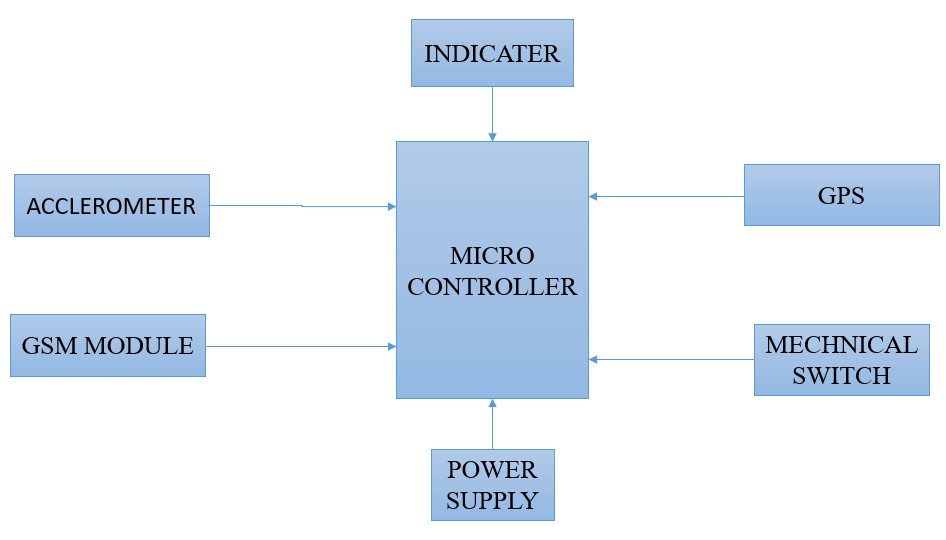 INDICATER
ACCLEROMETER
GPS
MICRO
CONTROLLER
GSM MODULE
MECHNICAL
SWITCH
POWER
SUPPLY